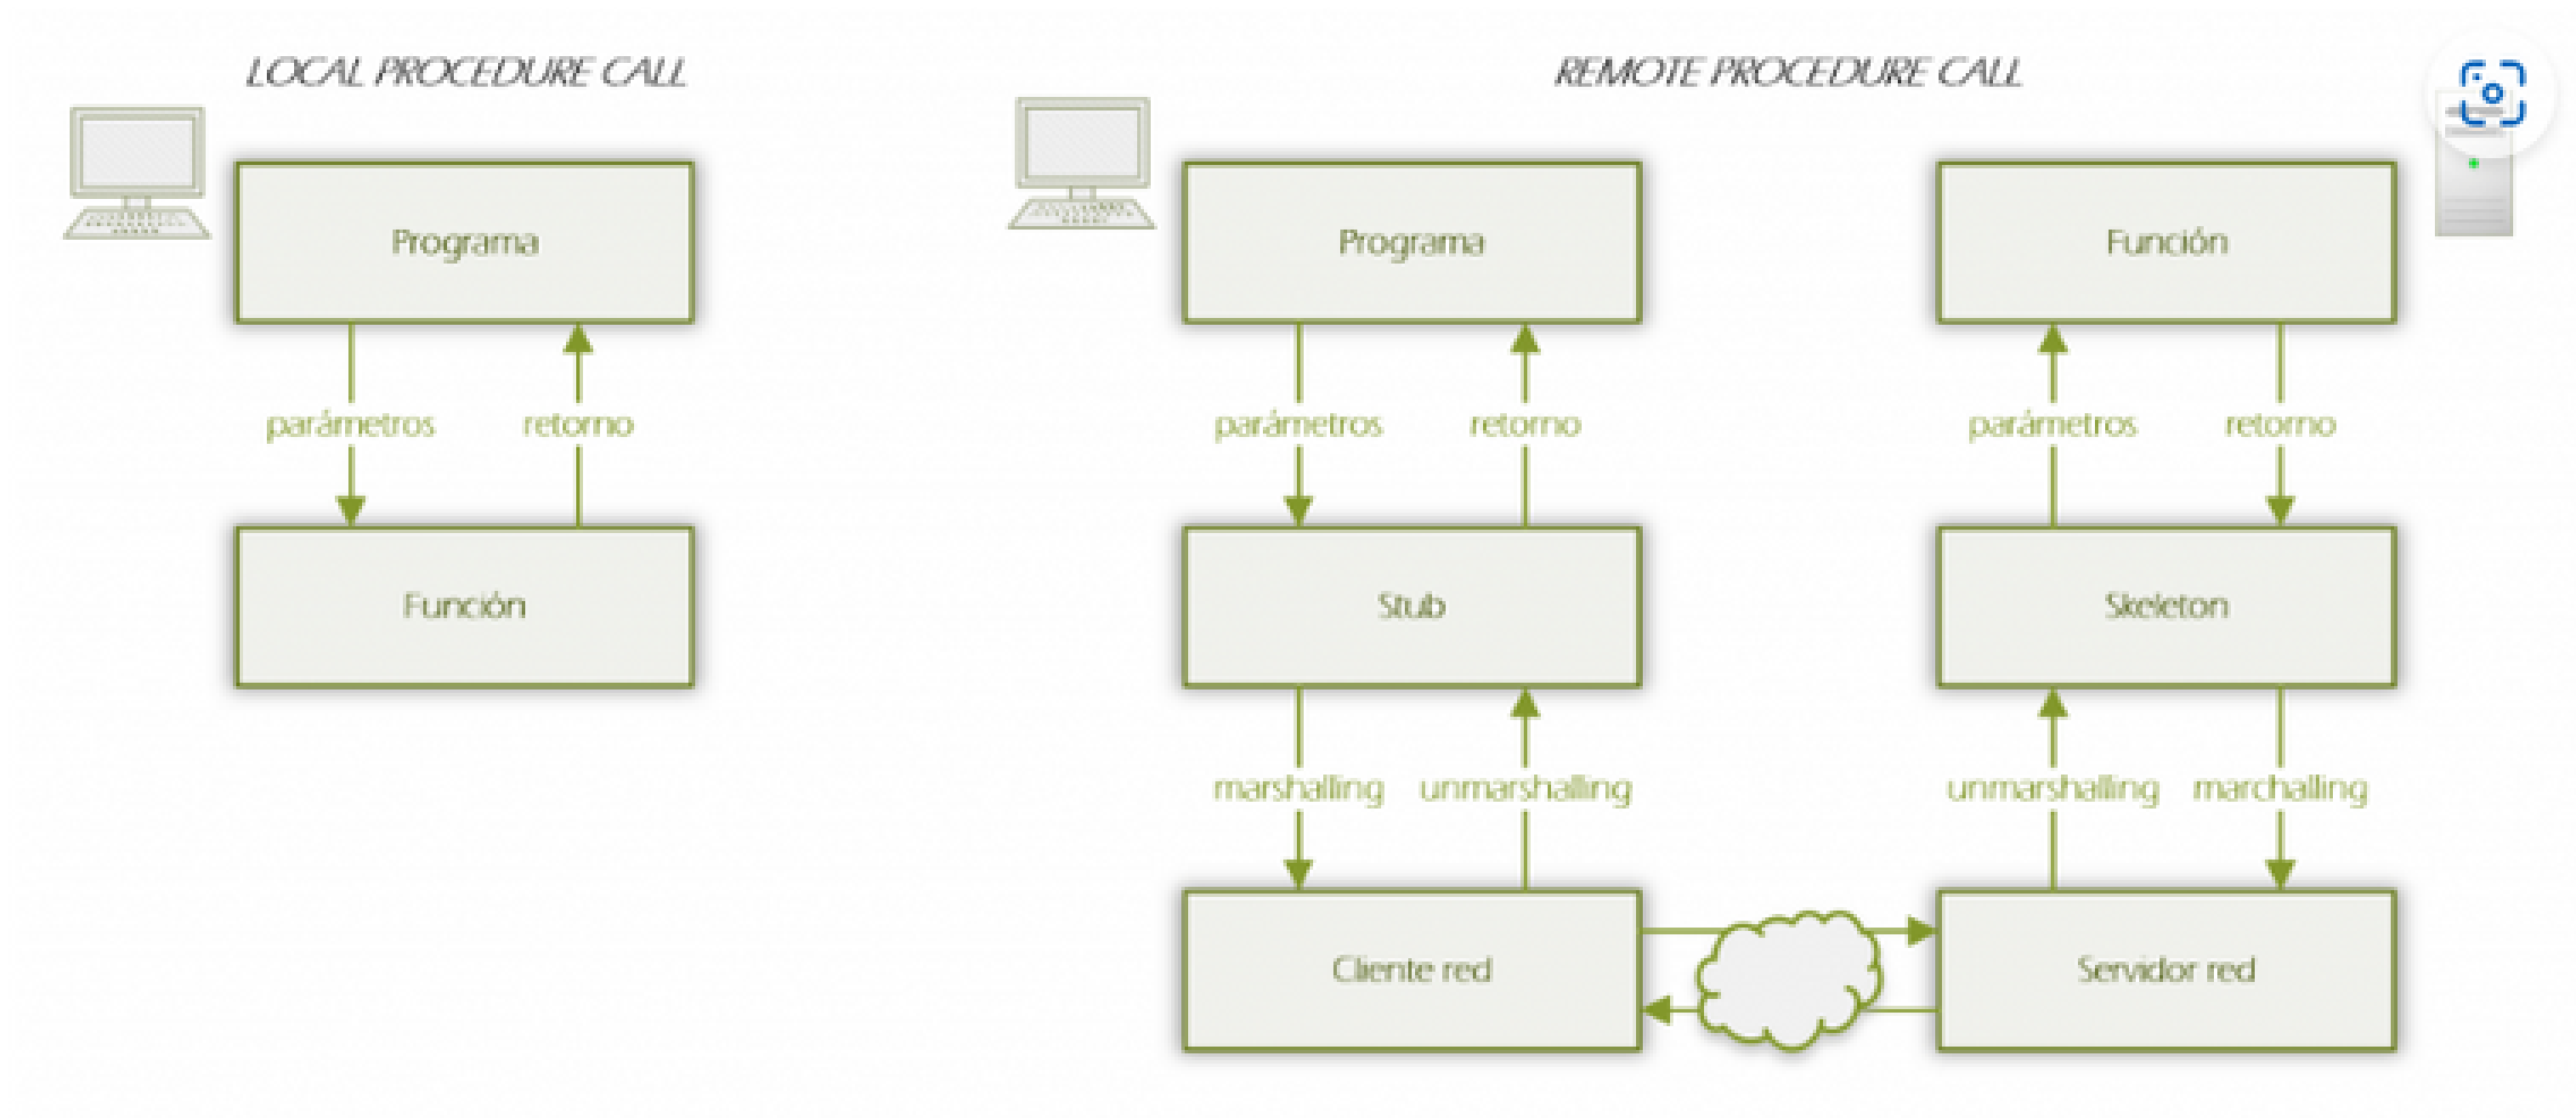 LOCAL PROCEDURE CALL
REMOTE PROCEDURE CALL
Programa
Programa
Función
parámetros
retorno
parámetros
retorno
parámetros
retorno
Función
Stub
Skeleton
marshalling
unmarshalling
unmarshalling
marchalling
Cliente red
Servidor red